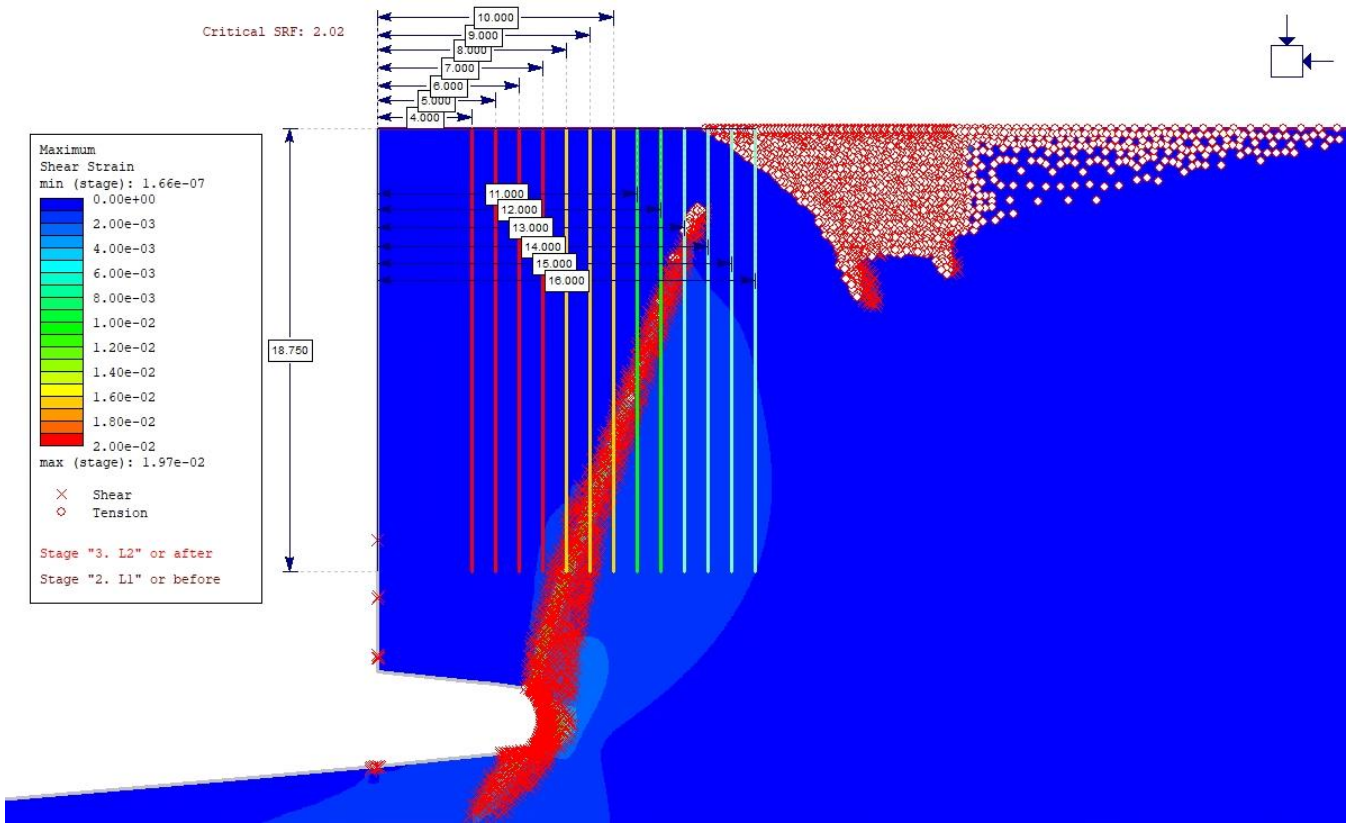 Critical SRF: 2.02
10.000
9.000
8.000
7.000
6.000
5.000
4.000
Maximum
Shear Strain
min (stage): 1.66e-07
0.00e+00
2.00e-03
4.00e-03
6.00e-03
8.00e-03
1.00e-02
1.20e-02
1.40e-02
1.60e-02
1.80e-02
2.00e-02
max (stage): 1.97e-02
Shear
Tension
Stage "3. L2" or after
Stage "2. L1" or before
11.000
12.000
13.000
14.000
15.000
16.000
18.750